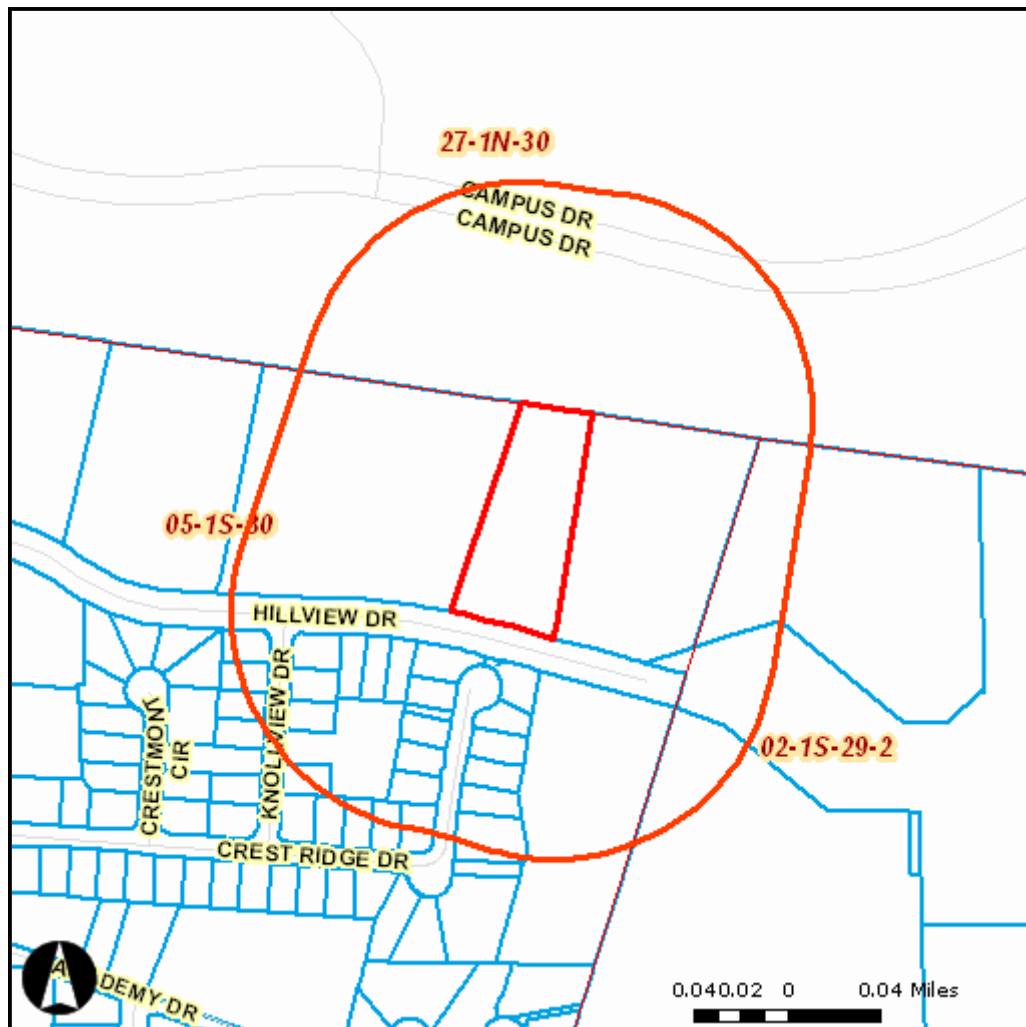 27-1N-30
CAMPUS DR
CAMPUS DR
05-1S-30
HILLVIEW DR
KNOLLVIEW DR
CRESTMONT
CIR
02-1S-29-2
CREST RIDGE DR
ACADEMY DR
0.040.02 0 0.04 Miles